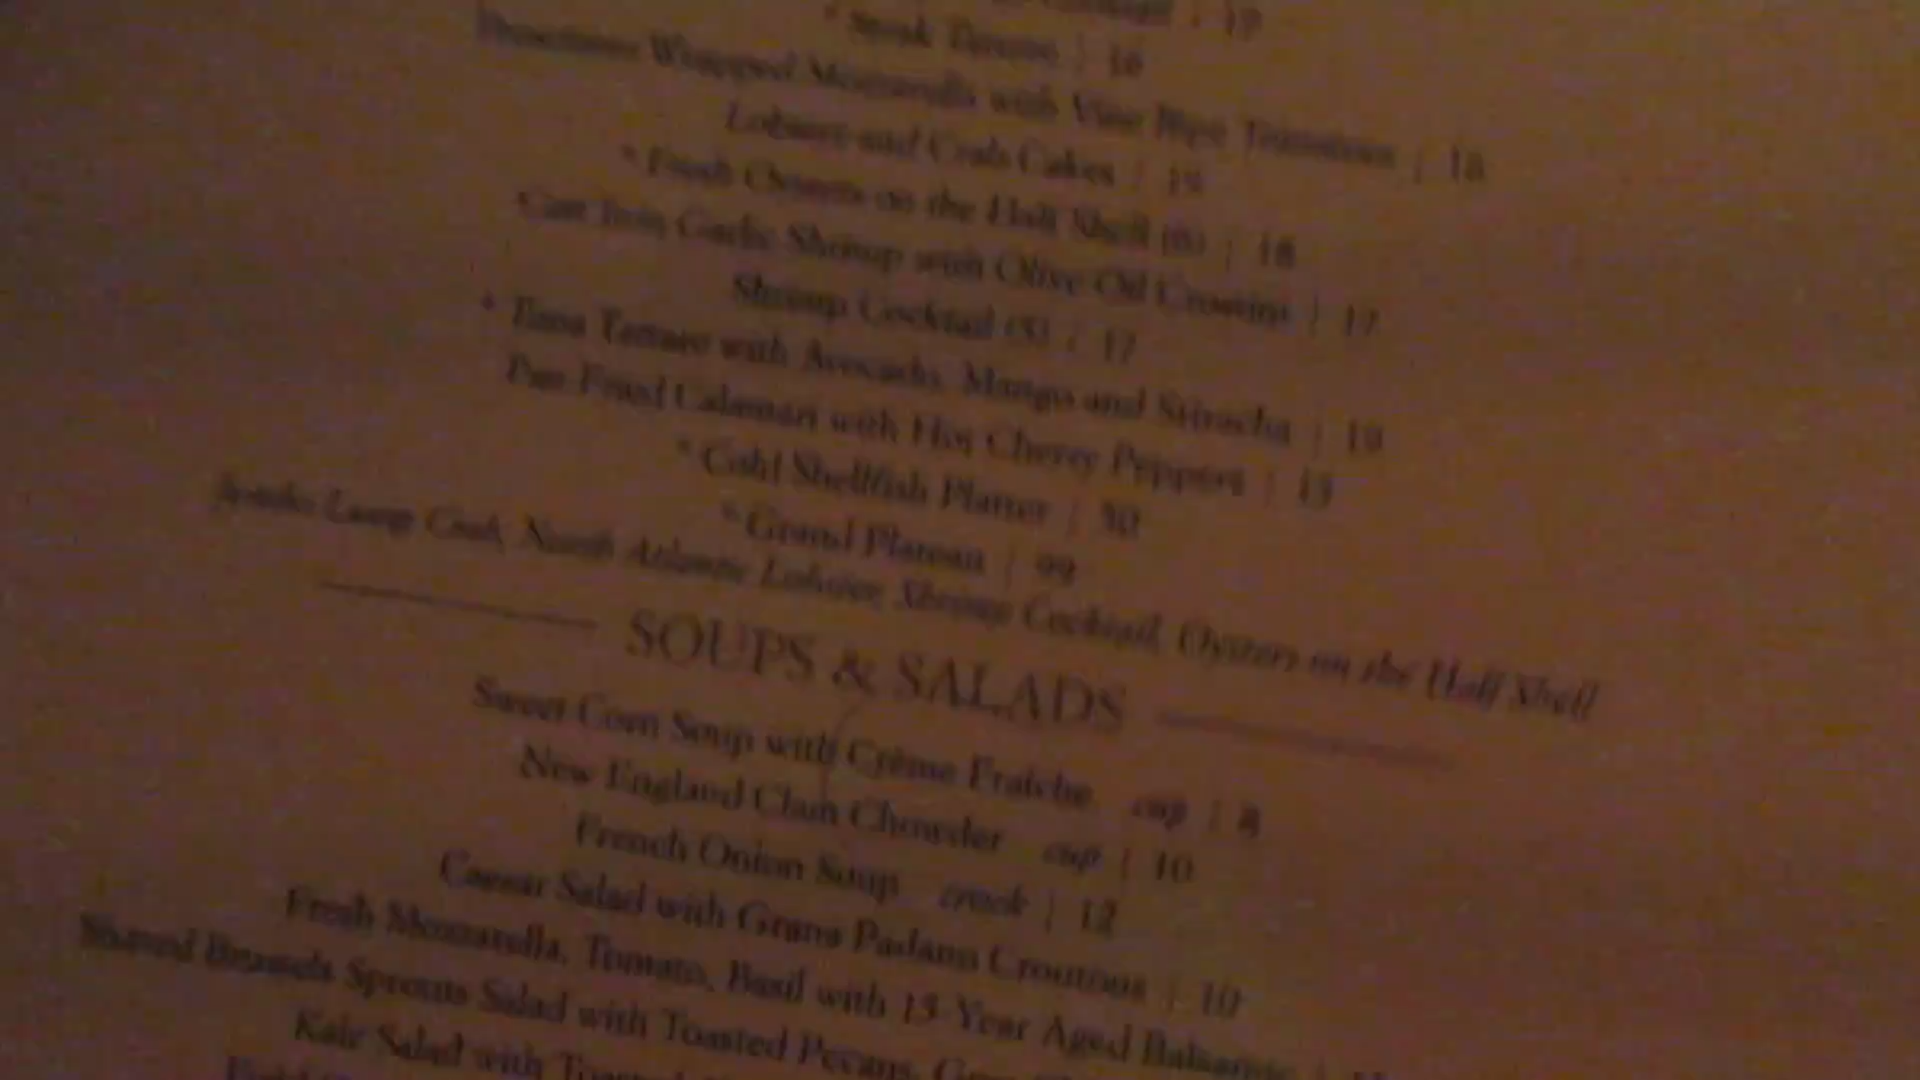 | 17
* Steak Tartare | 16
Prosciutto Wrapped Mozzarella with Vine Ripe Tomatoes | 18
Lobster and Crab Cakes | 19
* Fresh Oysters on the Half Shell (6) | 18
*Cast Iron Garlic Shrimp with Olive Oil Crostini | 17
Shrimp Cocktail (5) | 17
* Tuna Tartare with Avocado, Mango and Sriracha | 19
Pan Fried Calamari with Hot Cherry Peppers | 15
* Cold Shellfish Platter | 50
* Grand Plateau | 99
Jumbo Lump Crab, North Atlantic Lobster, Shrimp Cocktail, Oysters on the Half Shell
SOUPS & SALADS
Sweet Corn Soup with Crème Fraîche cup | 8
New England Clam Chowder cup | 10
French Onion Soup crock | 12
Caesar Salad with Grana Padano Croutons | 10
Fresh Mozzarella, Tomato, Basil with 15-Year Aged Balsamic |
Shaved Brussels Sprouts Salad with Toasted Pecans,
Kale Salad with